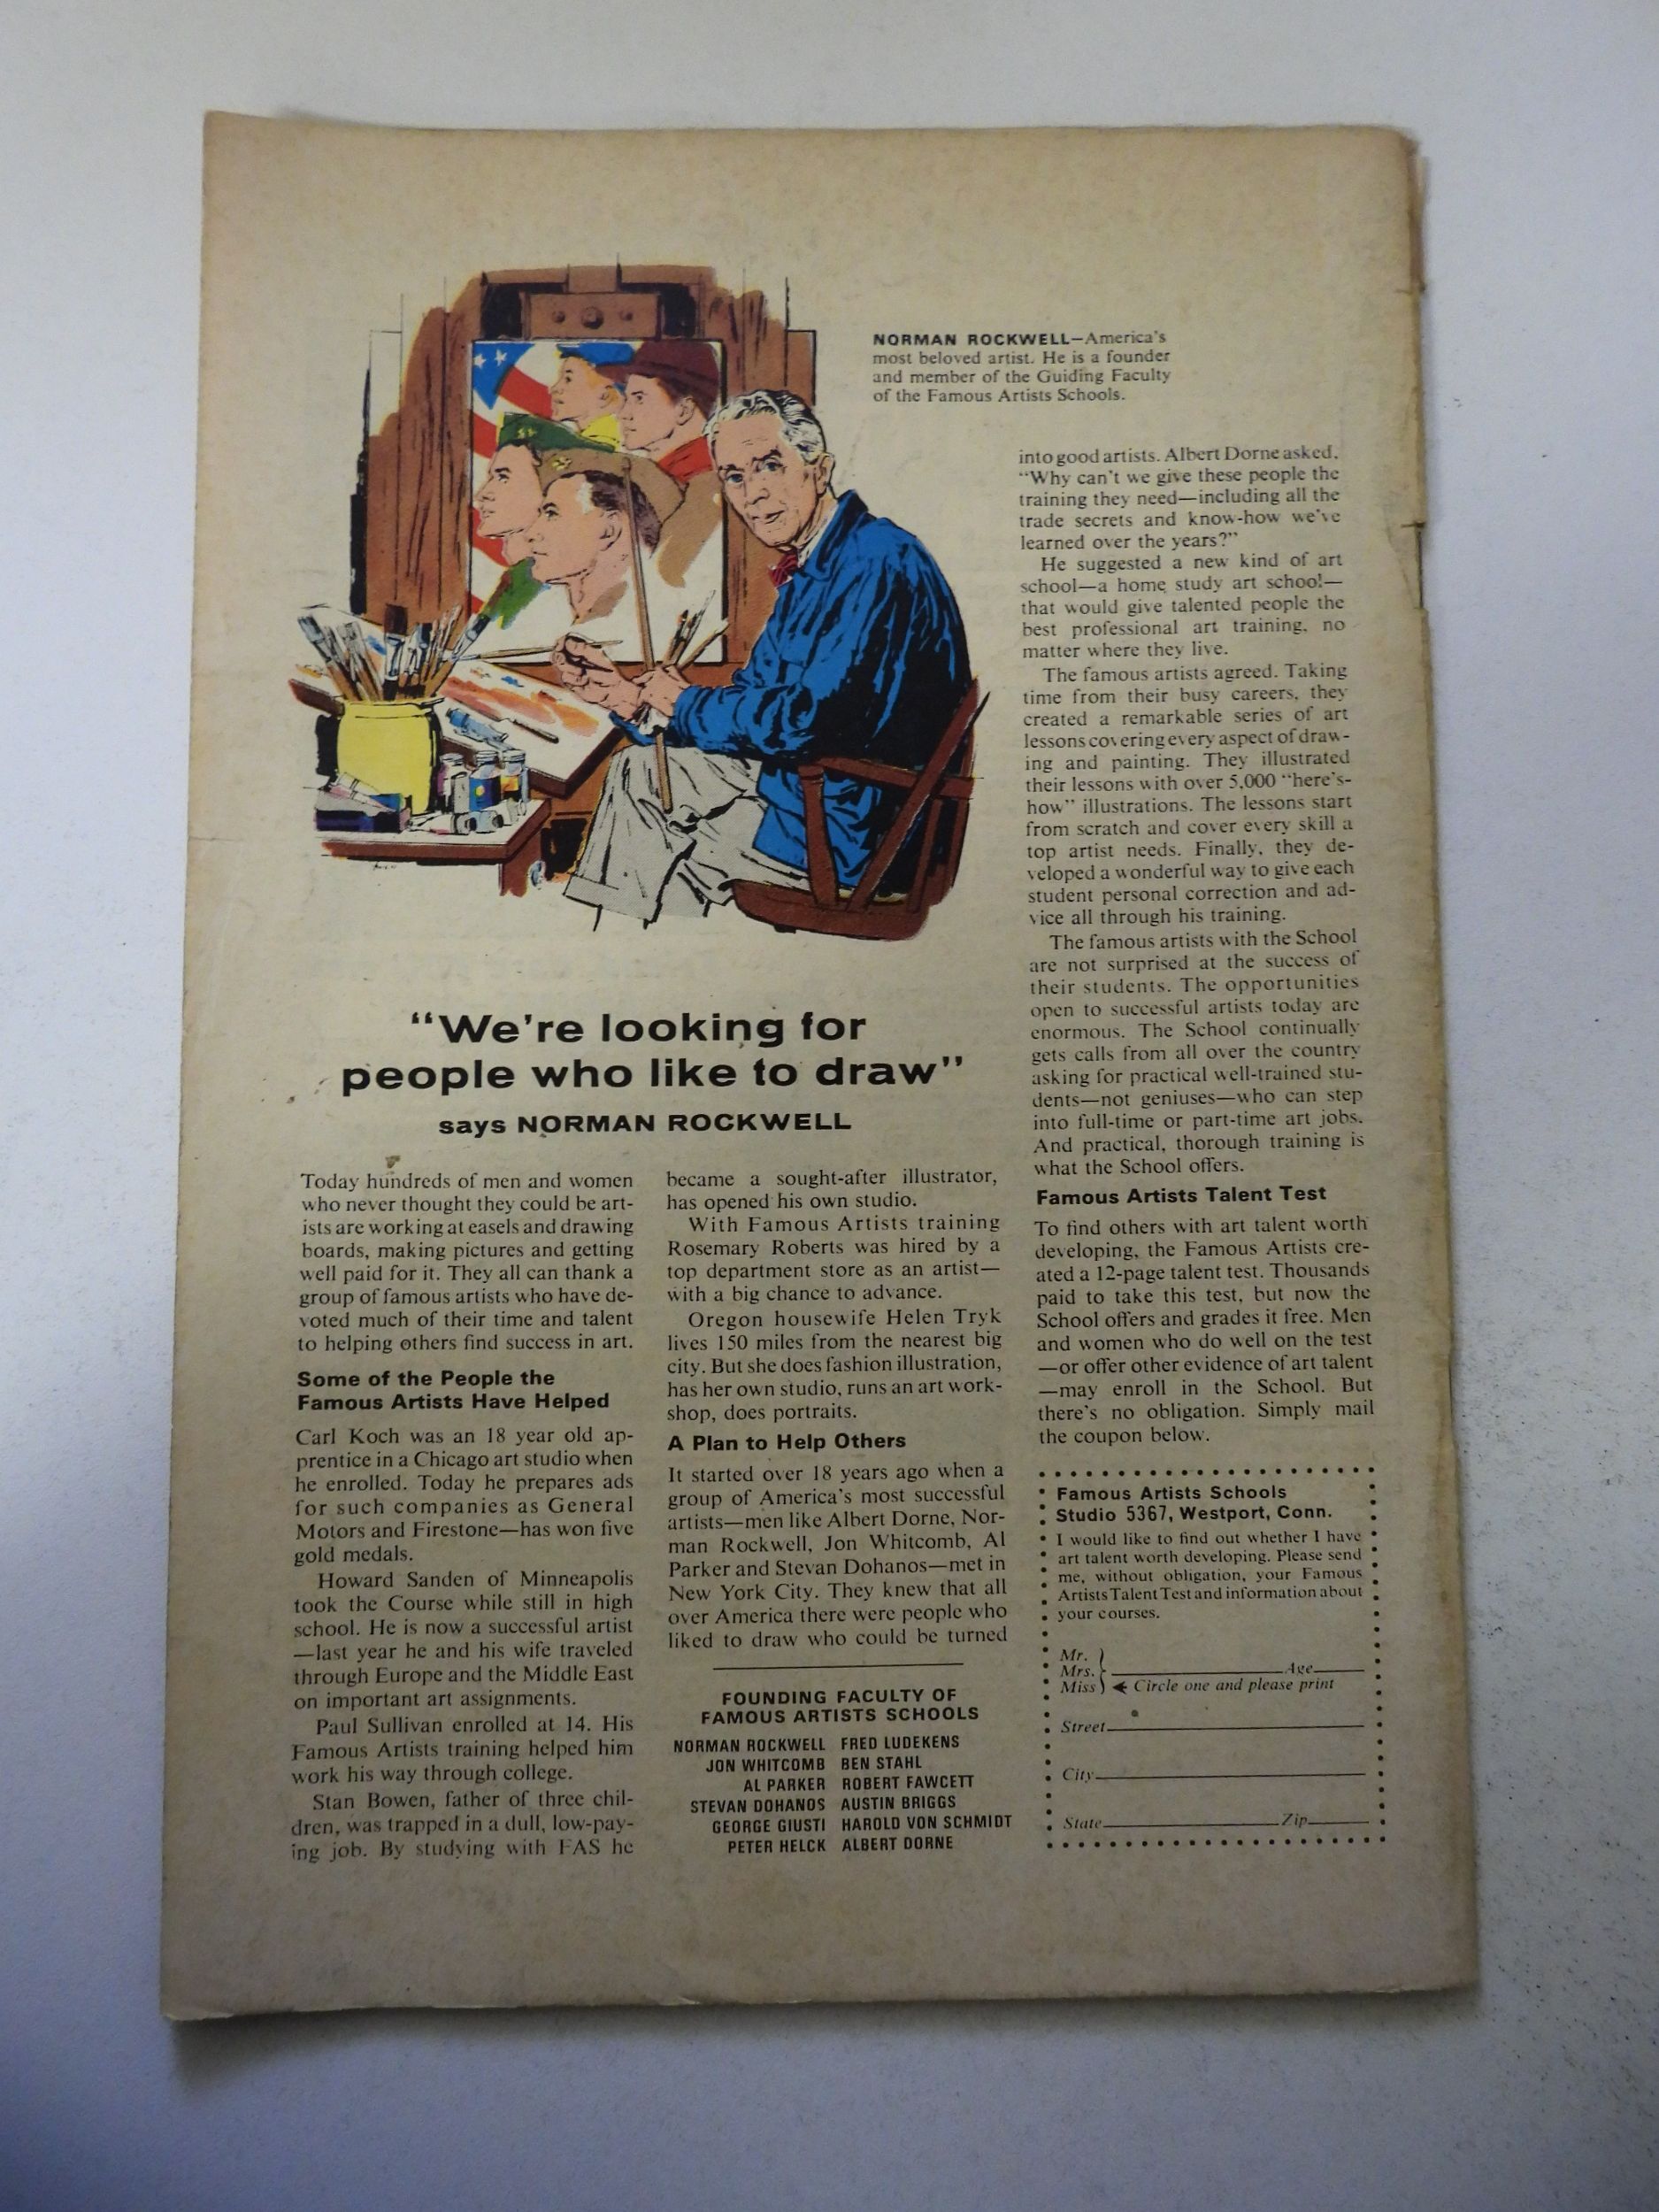 NORMAN ROCKWELL—America's
most beloved artist. He is a founder
and member of the Guiding Faculty
of the Famous Artists Schools.
"We're looking for
people who like to draw"
says NORMAN ROCKWELL
Today hundreds of men and women
who never thought they could be art-
ists are working at easels and drawing
boards, making pictures and getting
well paid for it. They all can thank a
group of famous artists who have de-
voted much of their time and talent
to helping others find success in art.
Some of the People the
Famous Artists Have Helped
Carl Koch was an 18 year old ap-
prentice in a Chicago art studio when
he enrolled. Today he prepares ads
for such companies as General
Motors and Firestone—has won five
gold medals.
Howard Sanden of Minneapolis
took the Course while still in high
school. He is now a successful artist
—last year he and his wife traveled
through Europe and the Middle East
on important art assignments.
Paul Sullivan enrolled at 14. His
Famous Artists training helped him
work his way through college.
Stan Bowen, father of three chil-
dren, was trapped in a dull, low-pay-
ing job. By studying with FAS he
became a sought-after illustrator,
has opened his own studio.
With Famous Artists training
Rosemary Roberts was hired by a
top department store as an artist—
with a big chance to advance.
Oregon housewife Helen Tryk
lives 150 miles from the nearest big
city. But she does fashion illustration,
has her own studio, runs an art work-
shop, does portraits.
A Plan to Help Others
It started over 18 years ago when a
group of America's most successful
artists—men like Albert Dorne, Nor-
man Rockwell, Jon Whitcomb, Al
Parker and Stevan Dohanos—met in
New York City. They knew that all
over America there were people who
liked to draw who could be turned
into good artists. Albert Dorne asked,
"Why can't we give these people the
training they need—including all the
trade secrets and know-how we've
learned over the years?"
He suggested a new kind of art
school—a home study art school—
that would give talented people the
best professional art training, no
matter where they live.
The famous artists agreed. Taking
time from their busy careers, they
created a remarkable series of art
lessons covering every aspect of draw-
ing and painting. They illustrated
their lessons with over 5,000 "here's-
how" illustrations. The lessons start
from scratch and cover every skill a
top artist needs. Finally, they de-
veloped a wonderful way to give each
student personal correction and ad-
vice all through his training.
The famous artists with the School
are not surprised at the success of
their students. The opportunities
open to successful artists today are
enormous. The School continually
gets calls from all over the country
asking for practical well-trained stu-
dents—not geniuses—who can step
into full-time or part-time art jobs.
And practical, thorough training is
what the School offers.
Famous Artists Talent Test
To find others with art talent worth
developing, the Famous Artists cre-
ated a 12-page talent test. Thousands
paid to take this test, but now the
School offers and grades it free. Men
and women who do well on the test
—or offer other evidence of art talent
—may enroll in the School. But
there's no obligation. Simply mail
the coupon below.
FOUNDING FACULTY OF
FAMOUS ARTISTS SCHOOLS
NORMAN ROCKWELL FRED LUDEKENS
JON WHITCOMB BEN STAHL
AL PARKER ROBERT FAWCETT
STEVAN DOHANOS AUSTIN BRIGGS
GEORGE GIUSTI HAROLD VON SCHMIDT
PETER HELCK ALBERT DORNE
Famous Artists Schools
Studio 5367, Westport, Conn.
I would like to find out whether I have
art talent worth developing. Please send
me, without obligation, your Famous
Artists Talent Test and information about
your courses.
Mr.
Mrs. Age
Miss Circle one and please print
Street
City
State Zip